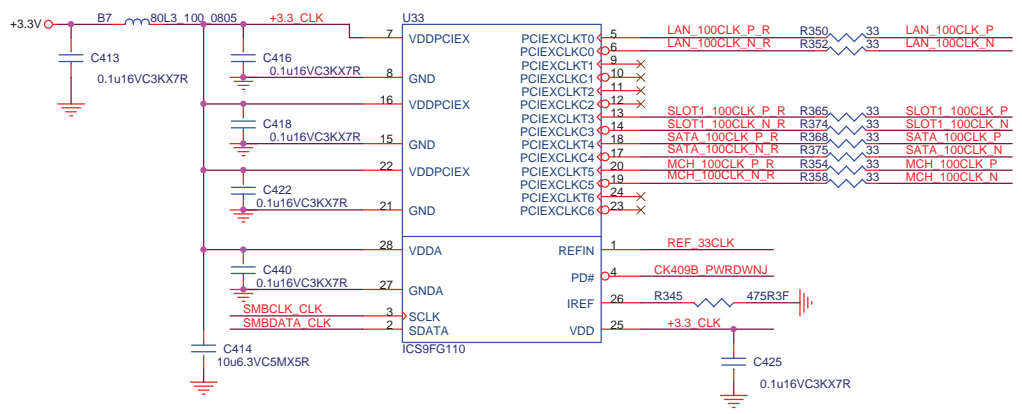 +3.3V B7 80L3_100_0805 +3.3_CLK U33
7 VDDPCIEX PCIEXCLKT0 5 LAN_100CLK_P_R R350 33 LAN_100CLK_P
PCIEXCLKC0 6 LAN_100CLK_N_R R352 33 LAN_100CLK_N
C413 C416 PCIEXCLKT1 9
0.1u16VC3KX7R 0.1u16VC3KX7R 8 GND PCIEXCLKC1 10
PCIEXCLKT2 11
16 VDDPCIEX PCIEXCLKC2 12
C418 PCIEXCLKT3 13 SLOT1_100CLK_P_R R365 33 SLOT1_100CLK_P
PCIEXCLKC3 14 SLOT1_100CLK_N_R R374 33 SLOT1_100CLK_N
0.1u16VC3KX7R 15 GND PCIEXCLKT4 18 SATA_100CLK_P_R R368 33 SATA_100CLK_P
PCIEXCLKC4 17 SATA_100CLK_N_R R375 33 SATA_100CLK_N
22 VDDPCIEX PCIEXCLKT5 20 MCH_100CLK_P_R R354 33 MCH_100CLK_P
PCIEXCLKC5 19 MCH_100CLK_N_R R358 33 MCH_100CLK_N
C422 PCIEXCLKT6 24
0.1u16VC3KX7R 21 GND PCIEXCLKC6 23
28 VDDA REFIN 1 REF_33CLK
C440 PD# 4 CK409B_PWRDWNJ
0.1u16VC3KX7R 27 GNDA
IREF 26 R345 475R3F
SMBCLK_CLK 3 SCLK
SMBDATA_CLK 2 SDATA VDD 25 +3.3_CLK
C414 ICS9FG110
10u6.3VC5MX5R C425
0.1u16VC3KX7R